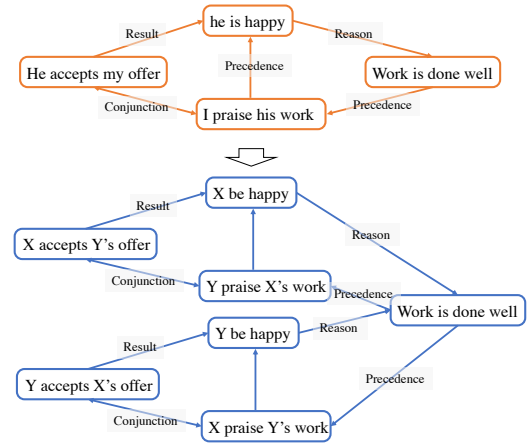 he is happy
Result
Reason
He accepts my offer
Precedence
Work is done well
Conjunction
Precedence
I praise his work
X be happy
Result
Reason
X accepts Y's offer
Conjunction
Y praise X's work
Precedence
Work is done well
Y be happy
Reason
Result
Y accepts X's offer
Precedence
Conjunction
X praise Y's work